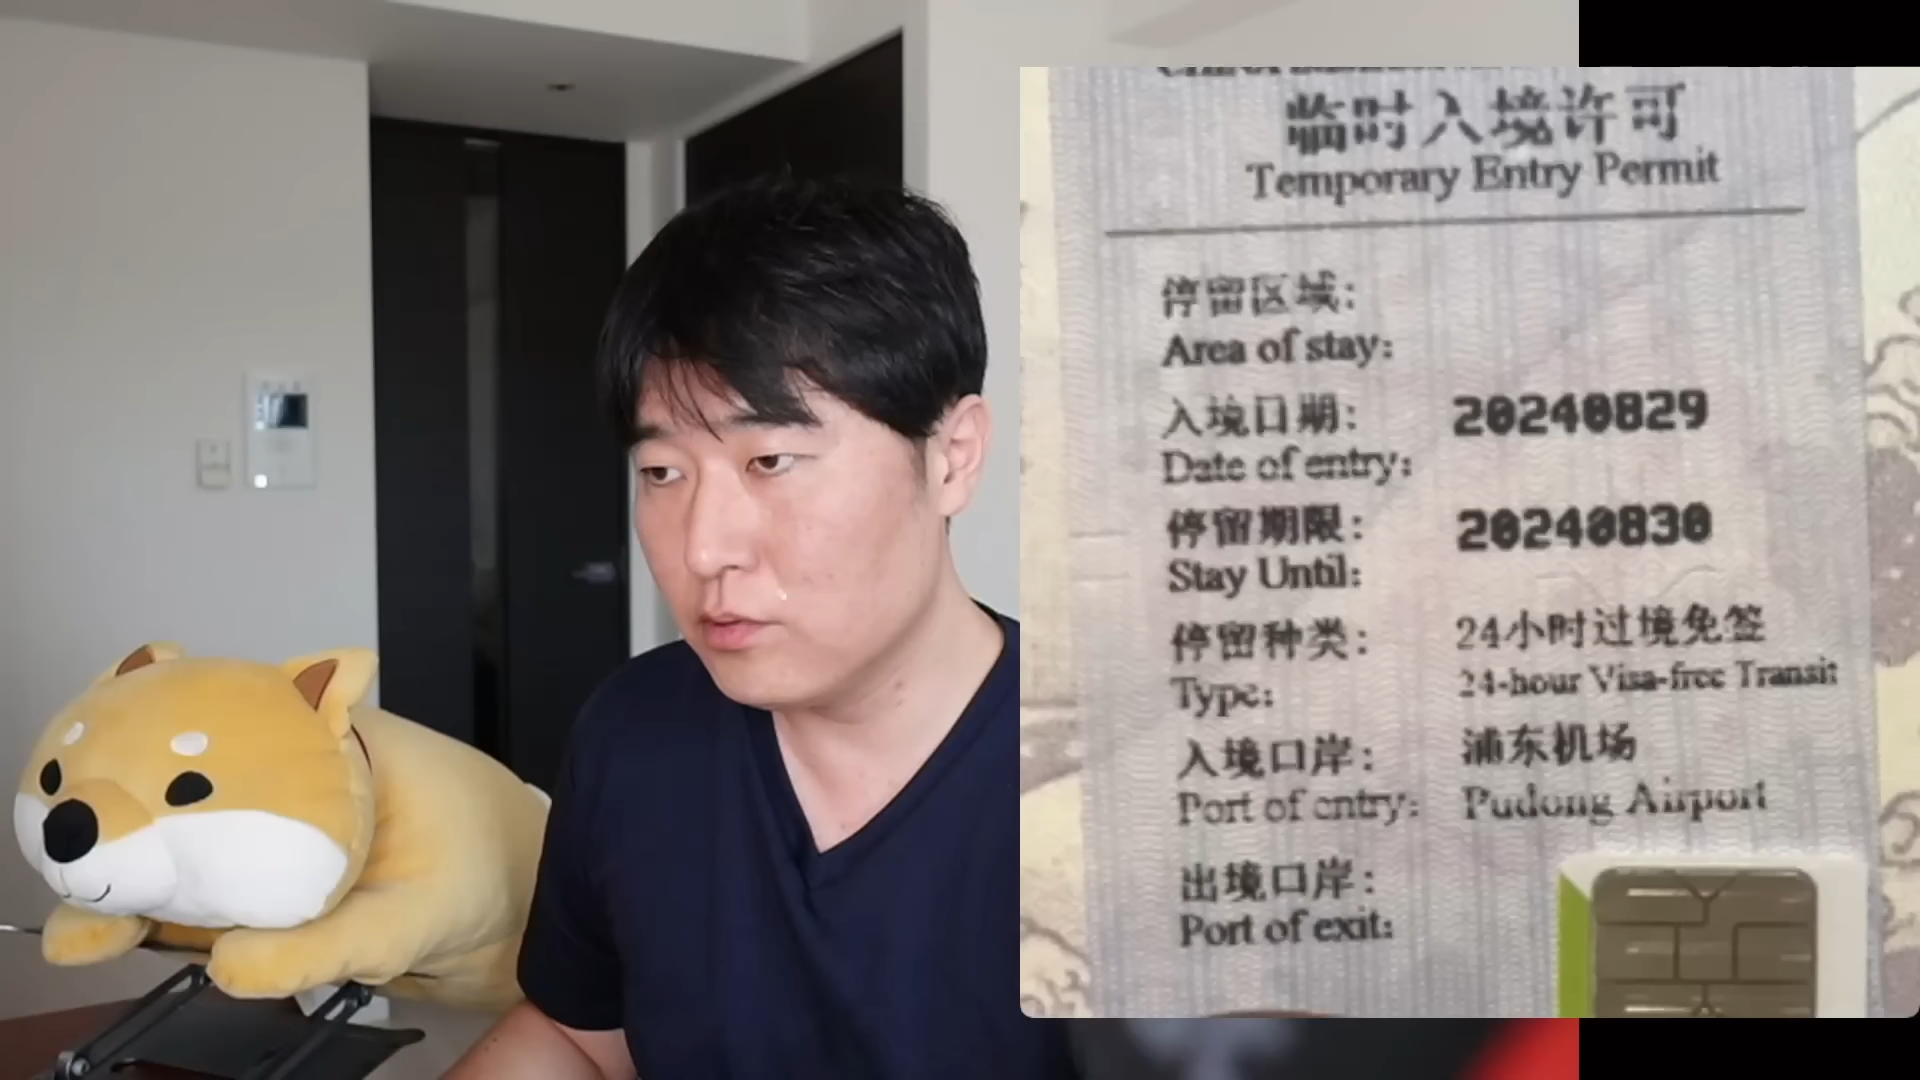 临时入境许可
Temporary Entry Permit
停留区域:
Area of stay:
入境日期: 20240829
Date of entry:
停留期限: 20240830
Stay Until:
停留种类: 24小时过境免签
Type: 24-hour Visa-free Transit
入境口岸: 浦东机场
Port of entry: Pudong Airport
出境口岸:
Port of exit: